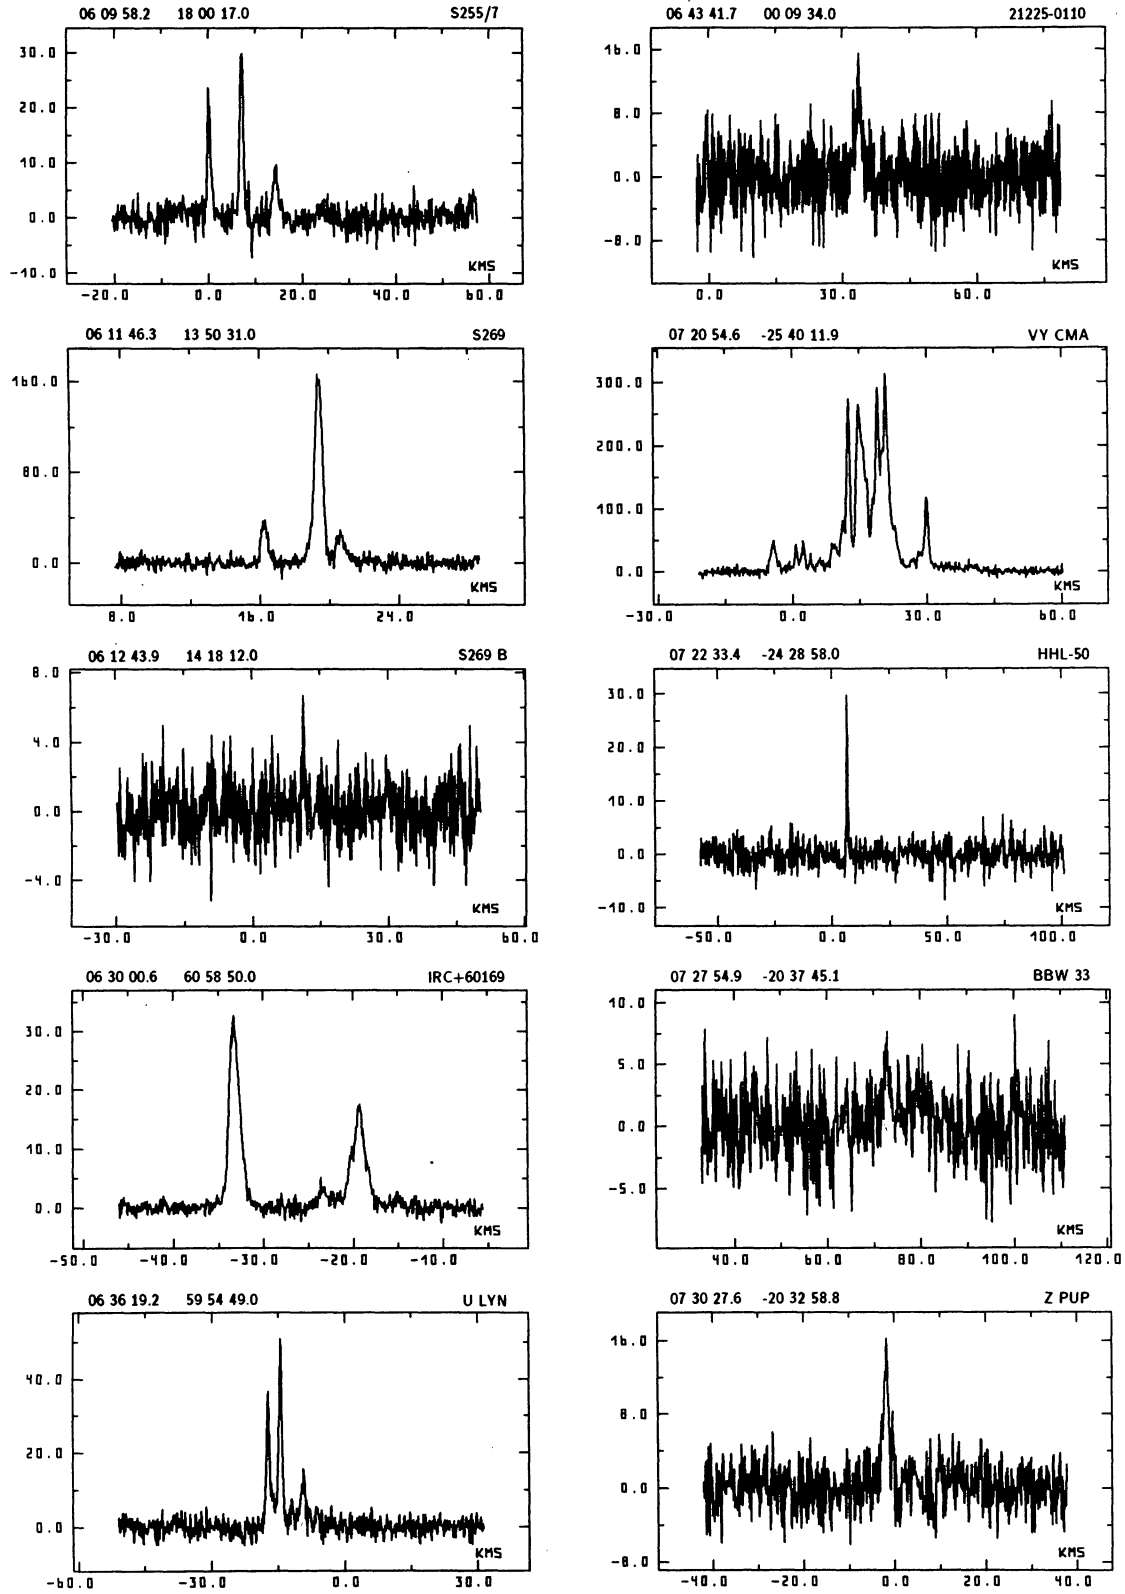 06 09 58.2 18 00 17.0 S255/7
30.0
20.0
10.0
0.0
-10.0
KMS
-20.0 0.0 20.0 40.0 60.0
06 43 41.7 00 09 34.0 21225-0110
16.0
8.0
0.0
-8.0
KMS
0.0 30.0 60.0
06 11 46.3 13 50 31.0 S269
160.0
80.0
0.0
KMS
8.0 16.0 24.0
07 20 54.6 -25 40 11.9 VY CMA
300.0
200.0
100.0
0.0
KMS
-30.0 0.0 30.0 60.0
06 12 43.9 14 18 12.0 S269 B
8.0
4.0
0.0
-4.0
KMS
-30.0 0.0 30.0 60.0
07 22 33.4 -24 28 58.0 HHL-50
30.0
20.0
10.0
0.0
-10.0
KMS
-50.0 0.0 50.0 100.0
06 30 00.6 60 58 50.0 IRC+60169
30.0
20.0
10.0
0.0
KMS
-50.0 -40.0 -30.0 -20.0 -10.0
07 27 54.9 -20 37 45.1 BBW 33
10.0
5.0
0.0
-5.0
KMS
40.0 60.0 80.0 100.0 120.0
06 36 19.2 59 54 49.0 U LYN
40.0
20.0
0.0
KMS
-60.0 -30.0 0.0 30.0
07 30 27.6 -20 32 58.8 Z PUP
16.0
8.0
0.0
-8.0
KMS
-40.0 -20.0 0.0 20.0 40.0